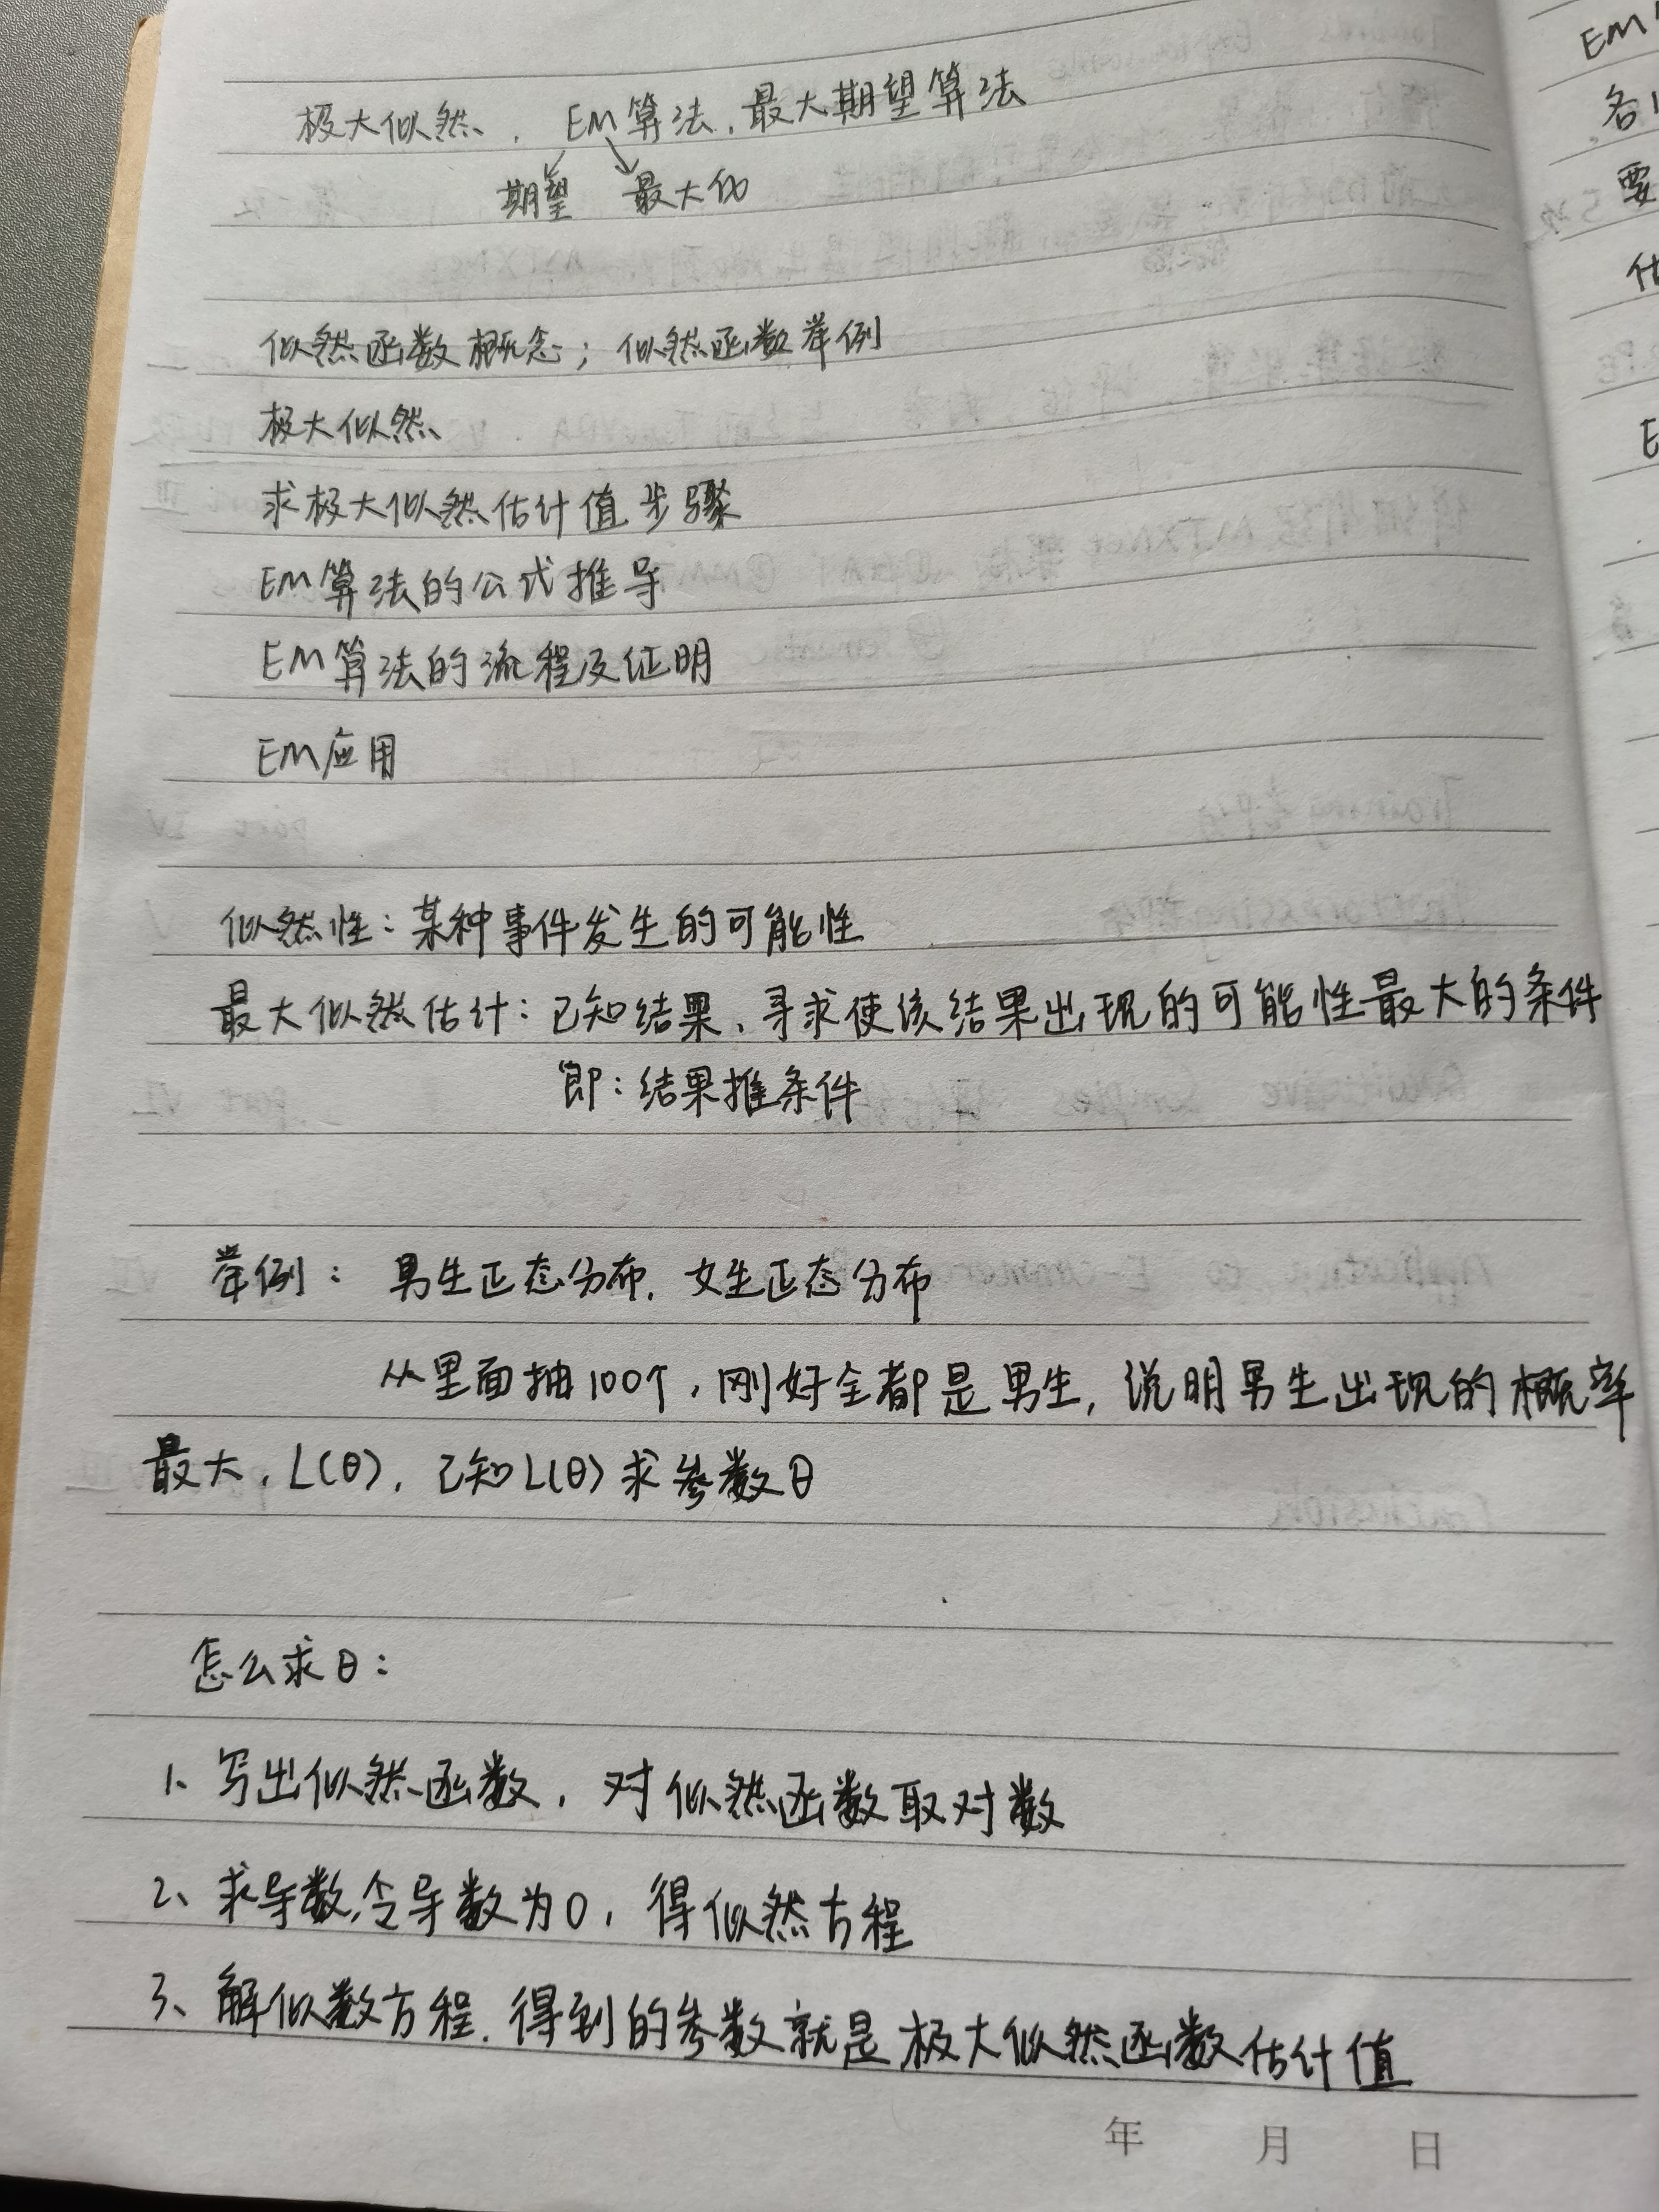 极大似然、EM算法、最大期望算法
期望 最大化
似然函数概念；似然函数举例
极大似然
求极大似然估计值步骤
EM算法的公式推导
EM算法的流程及证明
EM应用
似然性：某种事件发生的可能性
最大似然估计：已知结果、寻求使该结果出现的可能性最大的条件
即：结果推条件
举例：男生正态分布、女生正态分布
从里面抽100个，刚好全都是男生，说明男生出现的概率
最大，L(θ)，已知L(θ)求参数θ
怎么求θ：
1、写出似然函数，对似然函数取对数
2、求导数，令导数为0，得似然方程
3、解似数方程，得到的参数就是极大似然函数估计值
年 月 日
EM
各
要